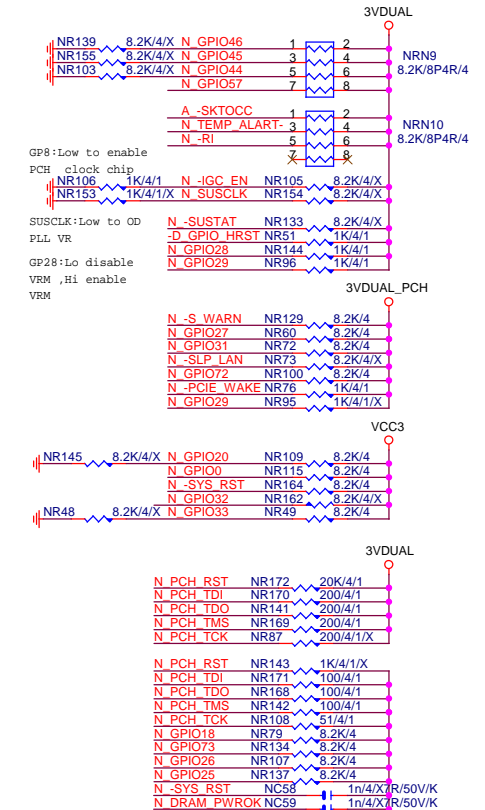 3VDUAL
NR139 8.2K/4/X N_GPIO46 1 2
NR155 8.2K/4/X N_GPIO45 3 4 NRN9
NR103 8.2K/4/X N_GPIO44 5 6 8.2K/8P4R/4
N_GPIO57 7 8
A_-SKTOCC 1 2
N_TEMP_ALART- 3 4 NRN10
N_-RI 5 6 8.2K/8P4R/4
7 8
GP8:Low to enable
PCH clock chip
NR106 1K/4/1 N_-IGC_EN NR105 8.2K/4/X
NR153 1K/4/1/X N_SUSCLK NR154 8.2K/4/X
SUSCLK:Low to OD
PLL VR
N_-SUSTAT NR133 8.2K/4/X
-D_GPIO_HRST NR51 1K/4/1
N_GPIO28 NR144 1K/4/1
N_GPIO29 NR96 1K/4/1
GP28:Lo disable
VRM ,Hi enable
VRM
3VDUAL_PCH
N_-S_WARN NR129 8.2K/4
N_GPIO27 NR60 8.2K/4
N_GPIO31 NR72 8.2K/4
N_-SLP_LAN NR73 8.2K/4/X
N_GPIO72 NR100 8.2K/4
N_-PCIE_WAKE NR76 1K/4/1
N_GPIO29 NR95 1K/4/1/X
VCC3
NR145 8.2K/4/X N_GPIO20 NR109 8.2K/4
N_GPIO0 NR115 8.2K/4
N_-SYS_RST NR164 8.2K/4
N_GPIO32 NR162 8.2K/4/X
NR48 8.2K/4/X N_GPIO33 NR49 8.2K/4
3VDUAL
N_PCH_RST NR172 20K/4/1
N_PCH_TDI NR170 200/4/1
N_PCH_TDO NR141 200/4/1
N_PCH_TMS NR169 200/4/1
N_PCH_TCK NR87 200/4/1/X
N_PCH_RST NR143 1K/4/1/X
N_PCH_TDI NR171 100/4/1
N_PCH_TDO NR168 100/4/1
N_PCH_TMS NR142 100/4/1
N_PCH_TCK NR108 51/4/1
N_GPIO18 NR79 8.2K/4
N_GPIO73 NR134 8.2K/4
N_GPIO26 NR107 8.2K/4
N_GPIO25 NR137 8.2K/4
N_-SYS_RST NC58 1n/4/X7R/50V/K
N_DRAM_PWROK NC59 1n/4/X7R/50V/K